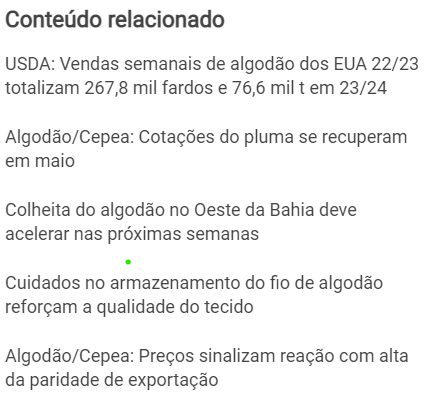 Conteúdo relacionado
USDA: Vendas semanais de algodão dos EUA 22/23
totalizam 267,8 mil fardos e 76,6 mil t em 23/24
Algodão/Cepea: Cotações do pluma se recuperam
em maio
Colheita do algodão no Oeste da Bahia deve
acelerar nas próximas semanas
Cuidados no armazenamento do fio de algodão
reforçam a qualidade do tecido
Algodão/Cepea: Preços sinalizam reação com alta
da paridade de exportação